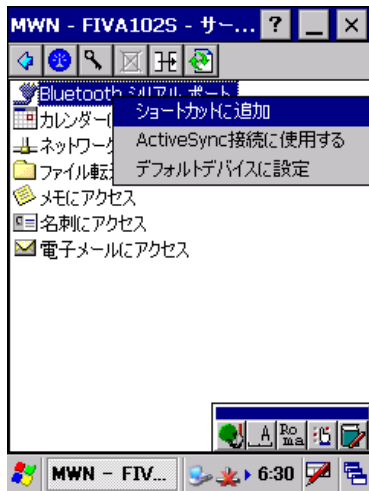 MWN - FIVA102S - サー... ? _ ×
Bluetooth シリアル ポート
ショートカットに追加
カレンダー(
ActiveSync接続に使用する
ネットワーク
デフォルトデバイスに設定
ファイル転
メモにアクセス
名刺にアクセス
電子メールにアクセス
A Ro ma
MWN - FIV... 6:30